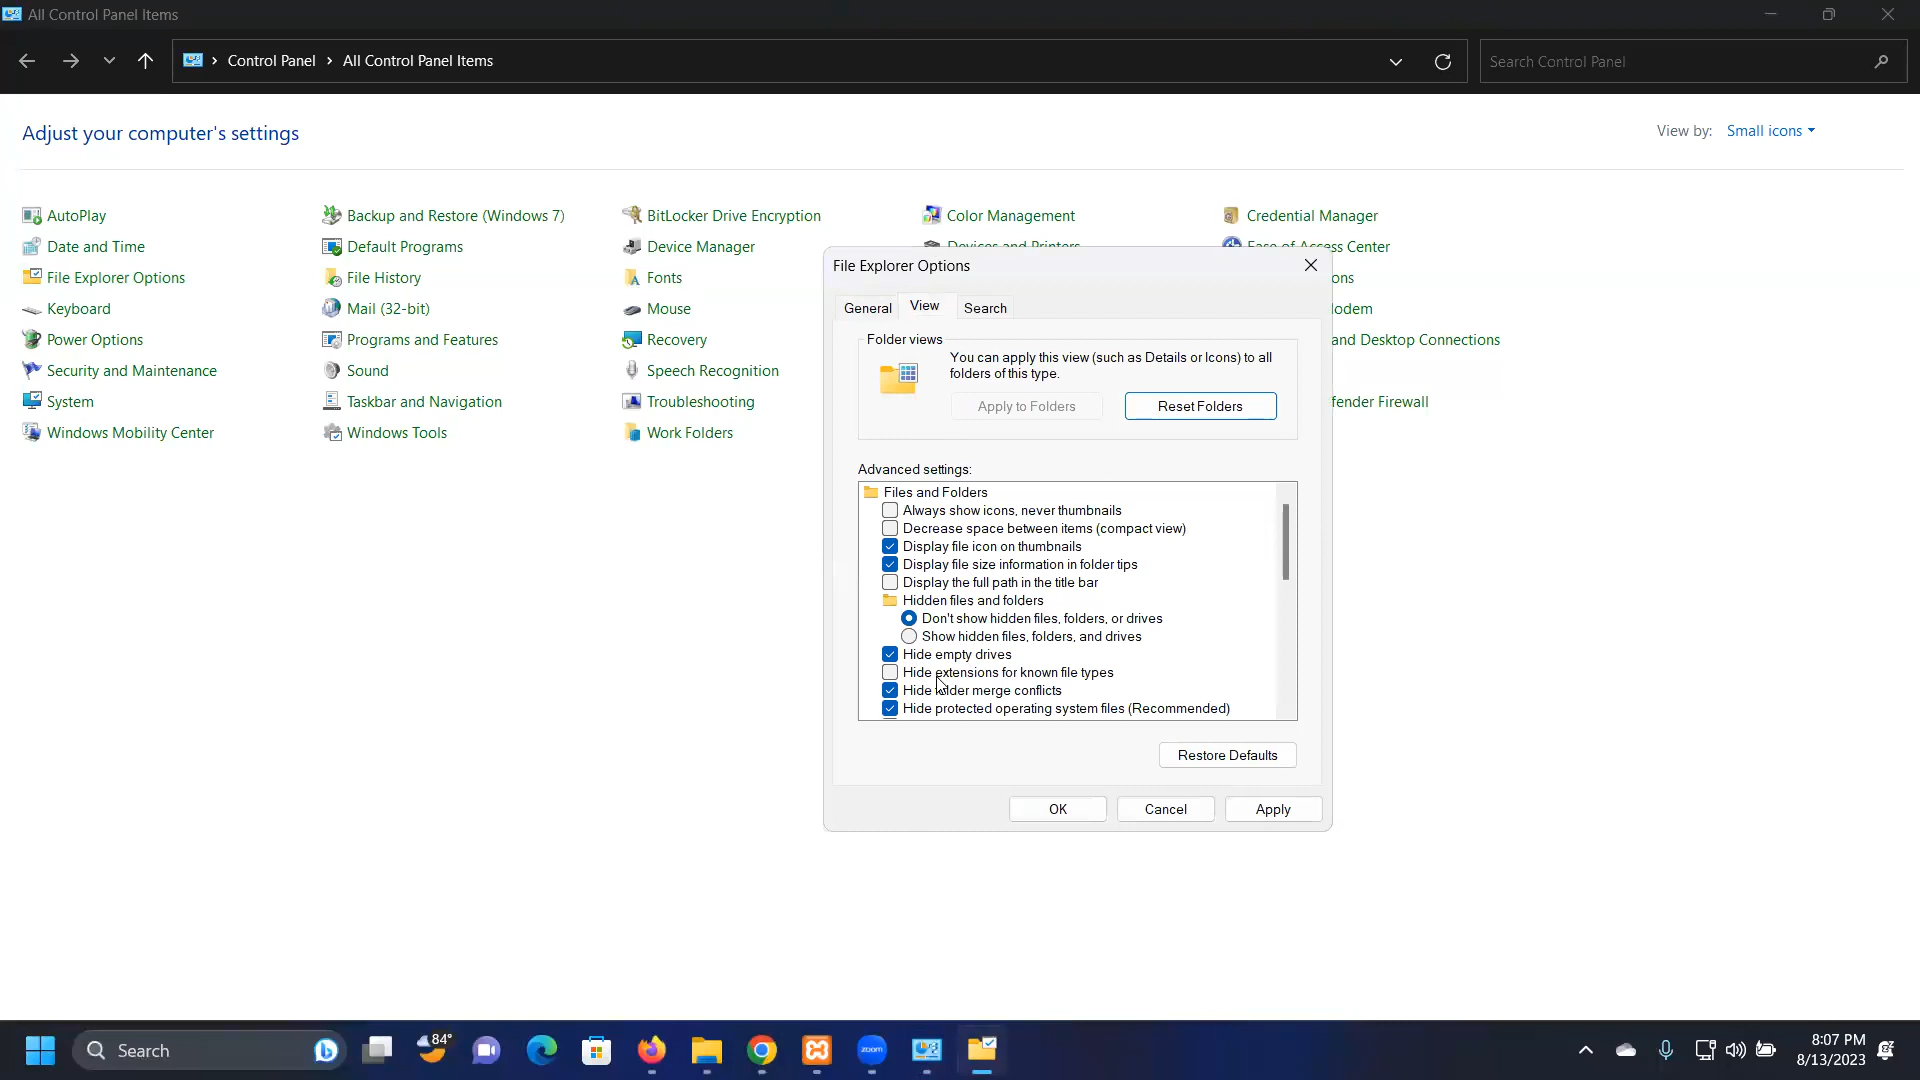 All Control Panel Items
Control Panel > All Control Panel Items
Search Control Panel
Adjust your computer's settings
View by: Small icons
AutoPlay
Backup and Restore (Windows 7)
BitLocker Drive Encryption
Color Management
Credential Manager
Date and Time
Default Programs
Device Manager
Devices and Printers
Ease of Access Center
File Explorer Options
File History
Fonts
ons
Keyboard
Mail (32-bit)
Mouse
odem
Power Options
Programs and Features
Recovery
and Desktop Connections
Security and Maintenance
Sound
Speech Recognition
System
Taskbar and Navigation
Troubleshooting
fender Firewall
Windows Mobility Center
Windows Tools
Work Folders
File Explorer Options
General
View
Search
Folder views
You can apply this view (such as Details or Icons) to all
folders of this type.
Apply to Folders
Reset Folders
Advanced settings:
Files and Folders
Always show icons, never thumbnails
Decrease space between items (compact view)
Display file icon on thumbnails
Display file size information in folder tips
Display the full path in the title bar
Hidden files and folders
Don't show hidden files, folders, or drives
Show hidden files, folders, and drives
Hide empty drives
Hide extensions for known file types
Hide folder merge conflicts
Hide protected operating system files (Recommended)
Restore Defaults
OK
Cancel
Apply
Search
84°
zoom
8:07 PM
8/13/2023